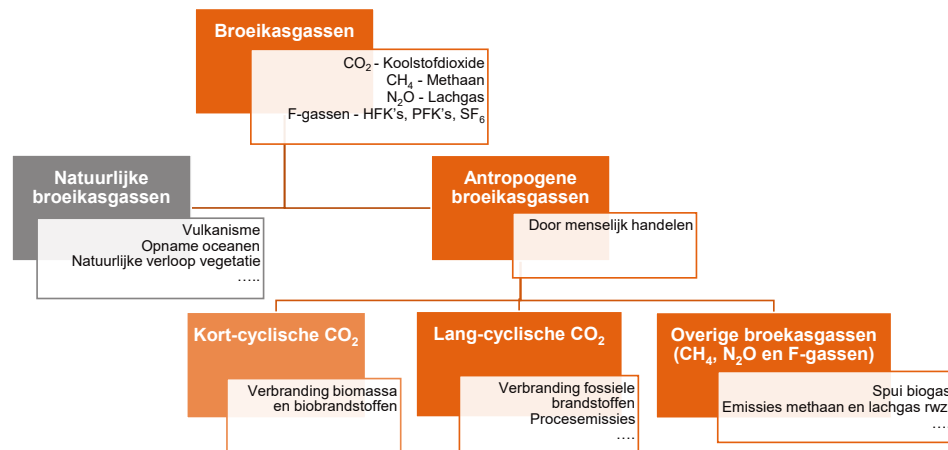 Broeikasgassen
CO₂ - Koolstofdioxide
CH₄ - Methaan
N₂O - Lachgas
F-gassen - HFK's, PFK's, SF₆
Natuurlijke
broeikasgassen
Vulkanisme
Opname oceanen
Natuurlijke verloop vegetatie
…..
Antropogene
broeikasgassen
Door menselijk handelen
Kort-cyclische CO₂
Verbranding biomassa
en biobrandstoffen
Lang-cyclische CO₂
Verbranding fossiele
brandstoffen
Procesemissies
….
Overige broekasgassen
(CH₄, N₂O en F-gassen)
Spui biogas
Emissies methaan en lachgas rwz
….